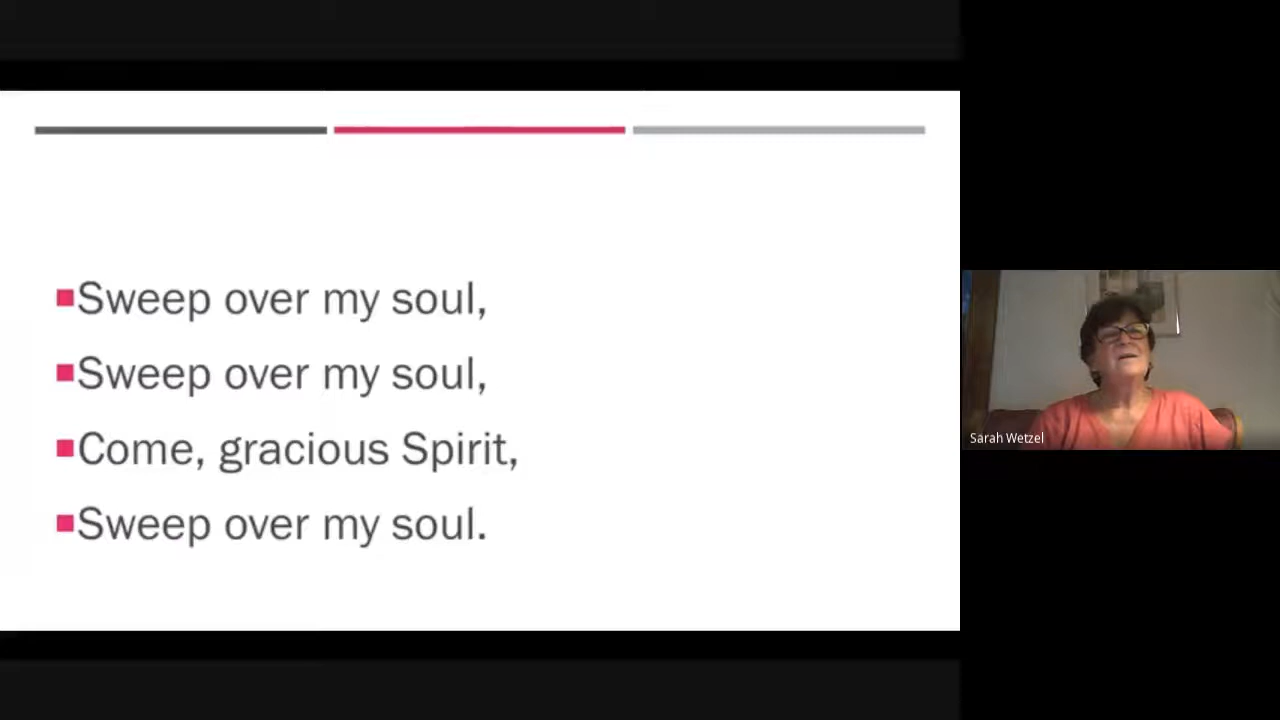 Sweep over my soul,
Sweep over my soul,
Come, gracious Spirit,
Sweep over my soul.
Sarah Wetzel